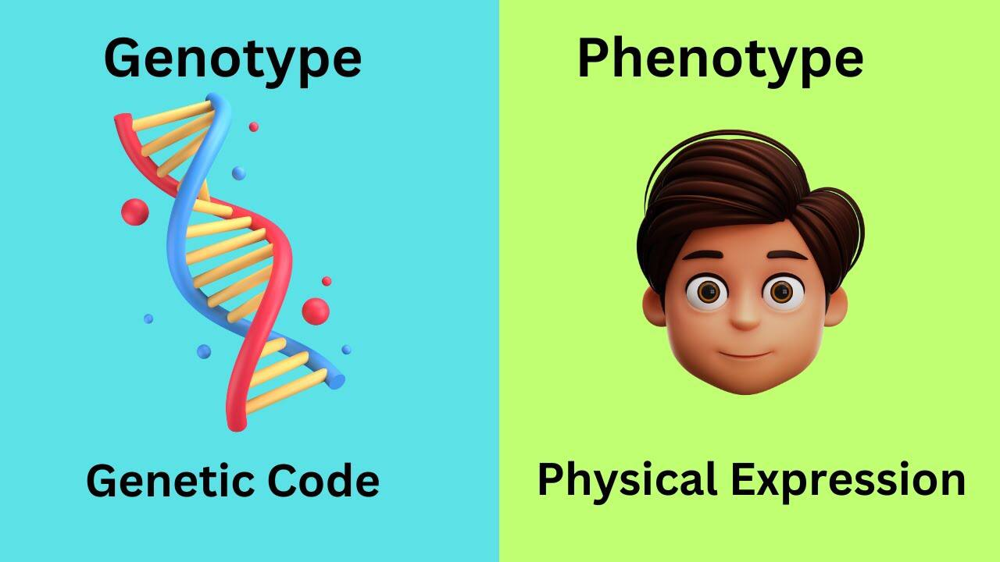 Genotype
Phenotype
Genetic Code
Physical Expression